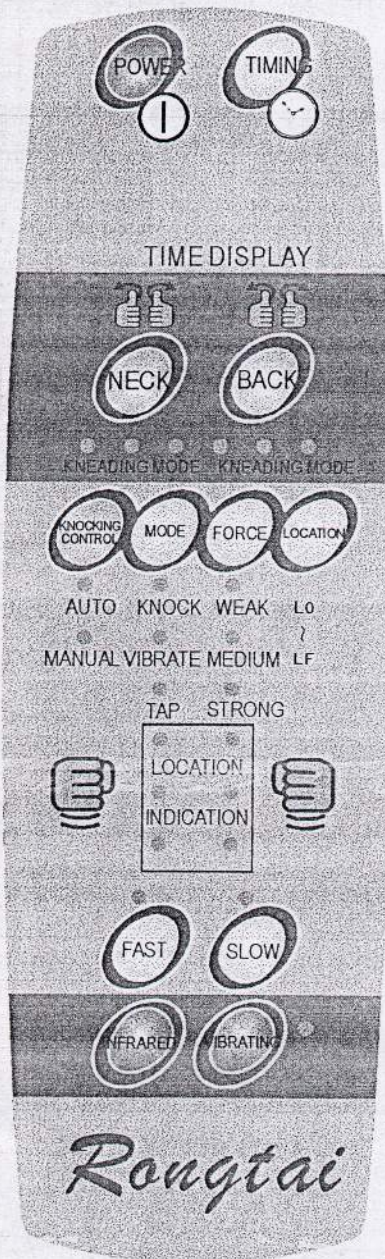 POWER TIMING
TIME DISPLAY
NECK BACK
KNEADING MODE KNEADING MODE
KNOCKING CONTROL MODE FORCE LOCATION
AUTO KNOCK WEAK LO
~
MANUAL VIBRATE MEDIUM LF
TAP STRONG
LOCATION
INDICATION
FAST SLOW
INFRARED VIBRATING
Rongtai